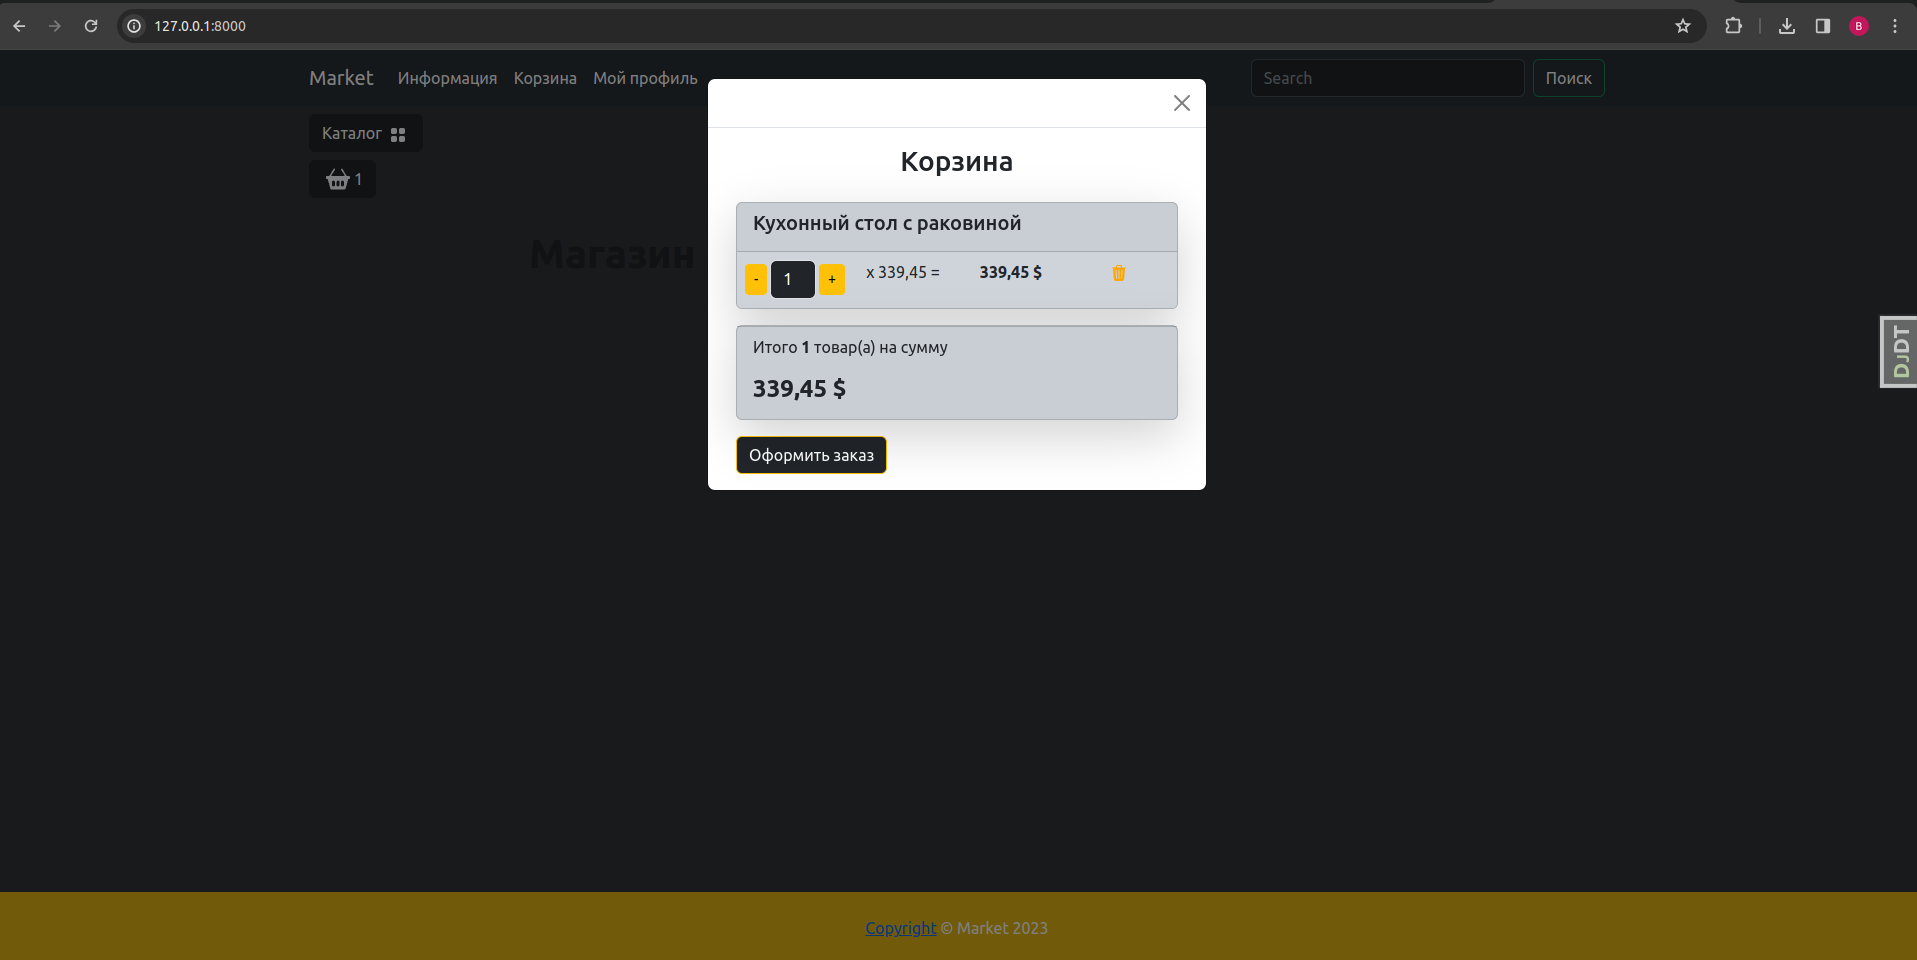 127.0.0.1:8000
B
Market Информация Корзина Мой профиль Search Поиск
Каталог
1
Магазин
Корзина
Кухонный стол с раковиной
- 1 + x 339,45 = 339,45 $
Итого 1 товар(а) на сумму
339,45 $
Оформить заказ
DJDT
Copyright © Market 2023